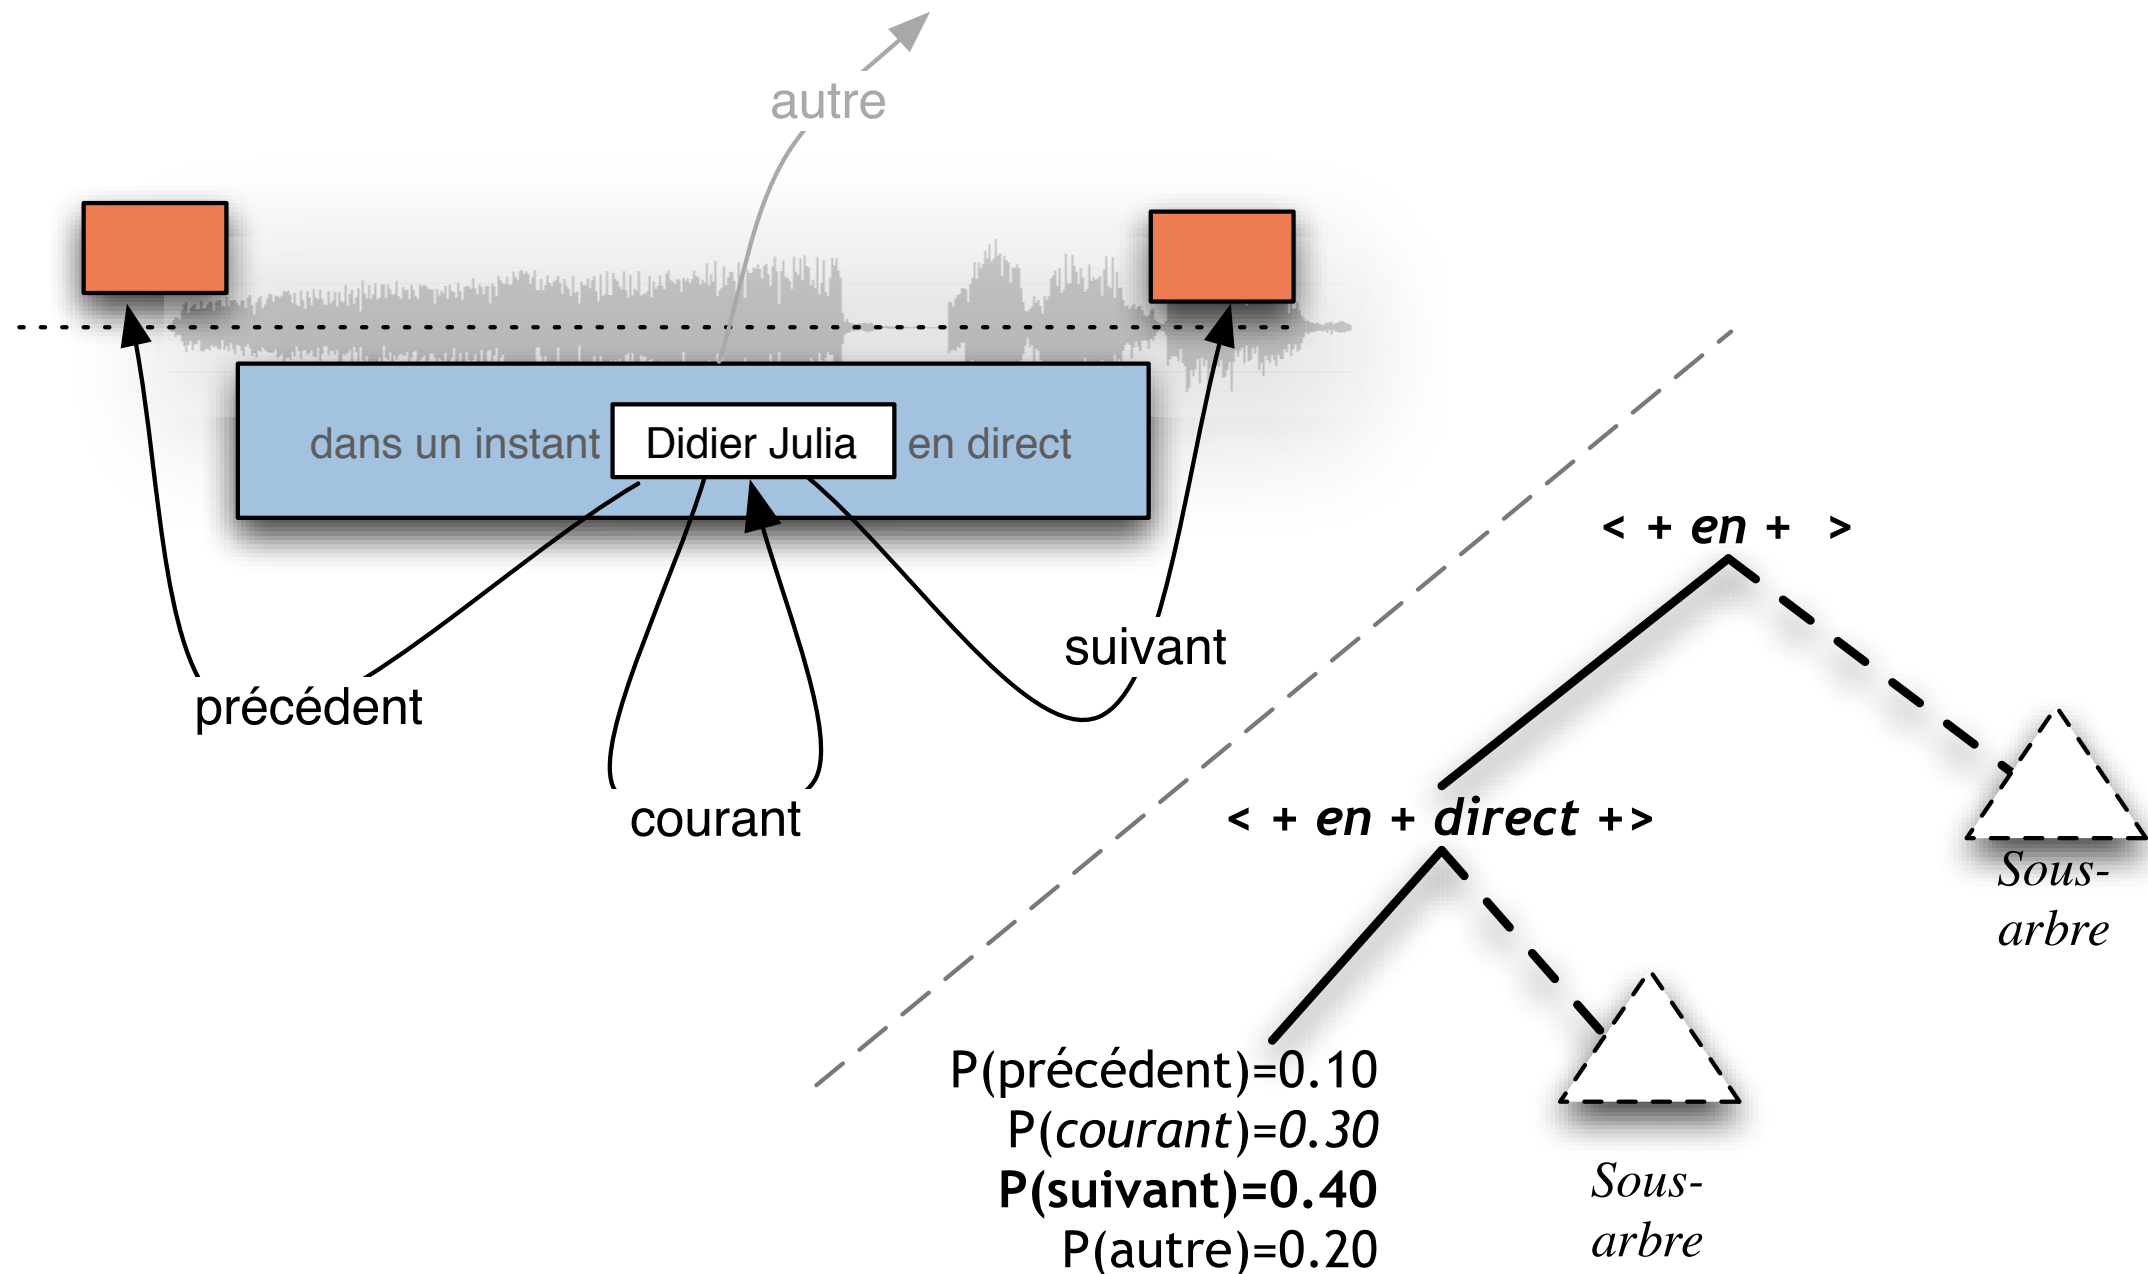 autre
dans un instant Didier Julia en direct
précédent
courant
suivant
< + en +  >
< + en + direct +>
Sous-
arbre
P(précédent)=0.10
P(courant)=0.30
P(suivant)=0.40
P(autre)=0.20
Sous-
arbre